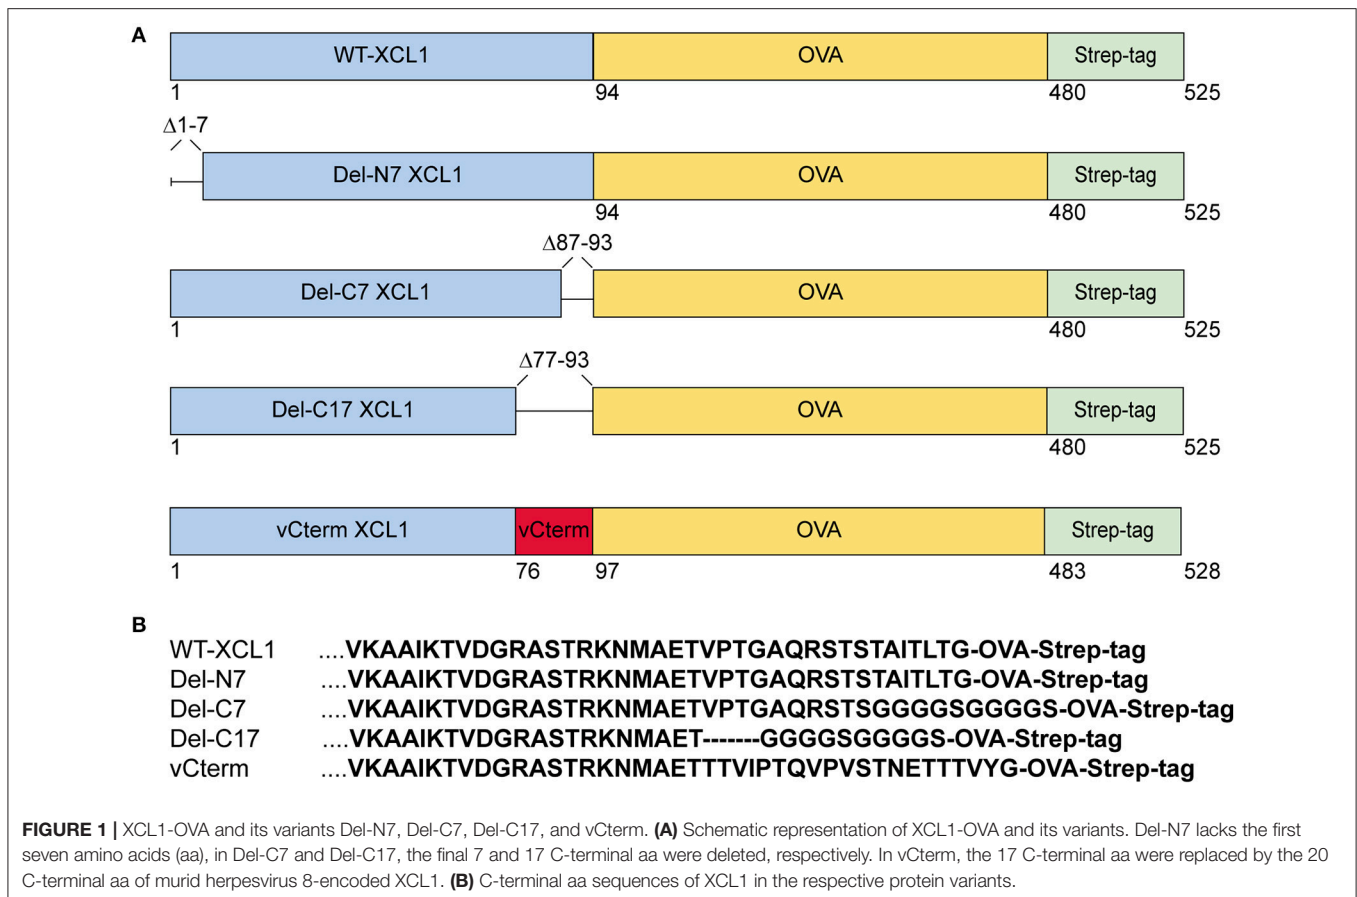 A
WT-XCL1 OVA Strep-tag
1 94 480 525
Δ1-7
Del-N7 XCL1 OVA Strep-tag
94 480 525
Δ87-93
Del-C7 XCL1 OVA Strep-tag
1 480 525
Δ77-93
Del-C17 XCL1 OVA Strep-tag
1 480 525
vCterm XCL1 vCterm OVA Strep-tag
1 76 97 483 528
B
WT-XCL1 ....VKAAIKTVDGRASTRKNMAETVPTGAQRSTSTAITLTG-OVA-Strep-tag
Del-N7 ....VKAAIKTVDGRASTRKNMAETVPTGAQRSTSTAITLTG-OVA-Strep-tag
Del-C7 ....VKAAIKTVDGRASTRKNMAETVPTGAQRSTSGGGGSGGGGS-OVA-Strep-tag
Del-C17 ....VKAAIKTVDGRASTRKNMAET-------GGGGSGGGGS-OVA-Strep-tag
vCterm ....VKAAIKTVDGRASTRKNMAETTTVIPTQVPVSTNETTTVYG-OVA-Strep-tag
FIGURE 1 | XCL1-OVA and its variants Del-N7, Del-C7, Del-C17, and vCterm. (A) Schematic representation of XCL1-OVA and its variants. Del-N7 lacks the first
seven amino acids (aa), in Del-C7 and Del-C17, the final 7 and 17 C-terminal aa were deleted, respectively. In vCterm, the 17 C-terminal aa were replaced by the 20
C-terminal aa of murid herpesvirus 8-encoded XCL1. (B) C-terminal aa sequences of XCL1 in the respective protein variants.